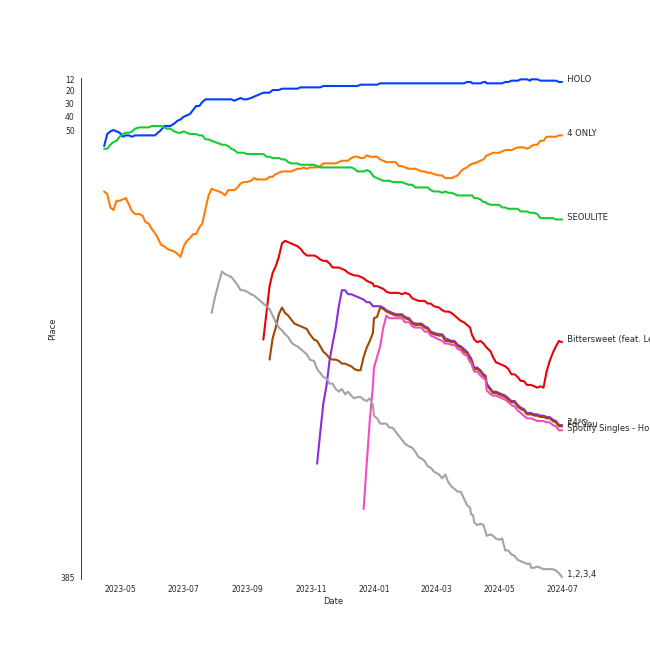 12
20
30
40
50
385
Place
HOLO
4 ONLY
SEOULITE
Bittersweet (feat. Le
For You
Spotify Singles - Ho
1,2,3,4
2023-05 2023-07 2023-09 2023-11 2024-01 2024-03 2024-05 2024-07
Date